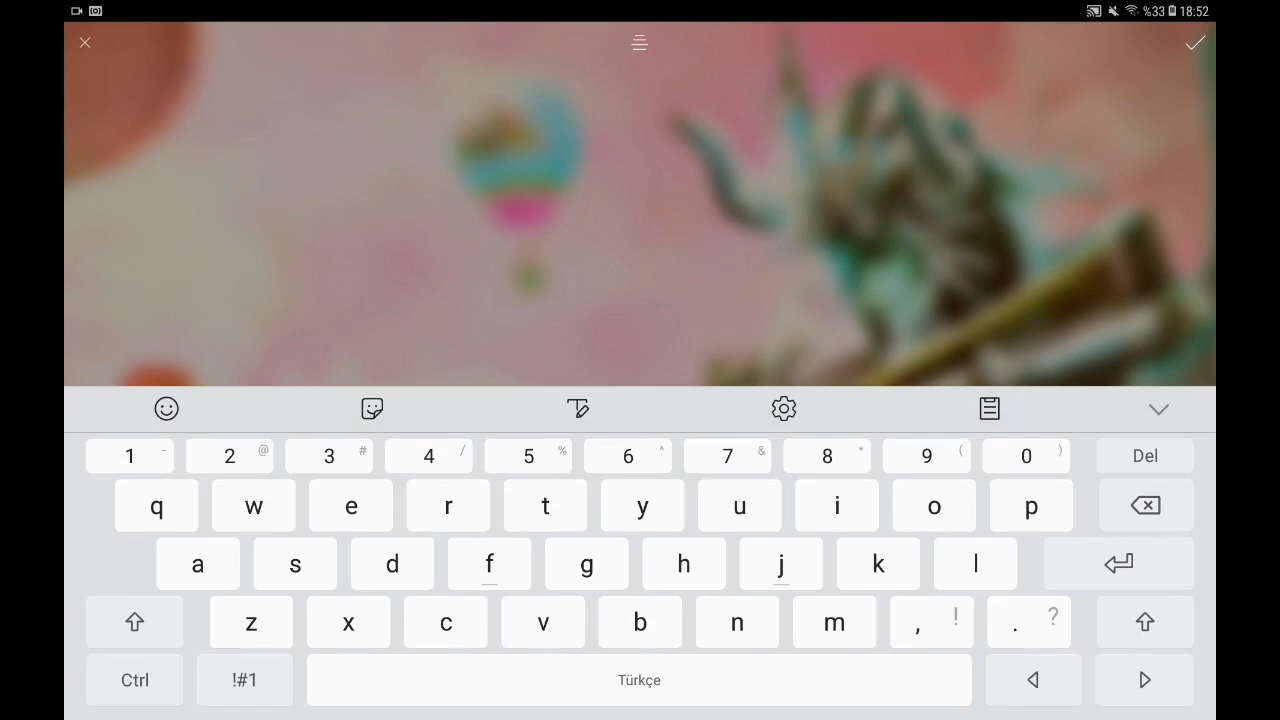 %33 18:52
1 - 2 @ 3 # 4 / 5 % 6 ^ 7 & 8 * 9 ( 0 ) Del
q w e r t y u i o p
a s d f g h j k l
z x c v b n m , ! . ?
Ctrl !#1 Türkçe